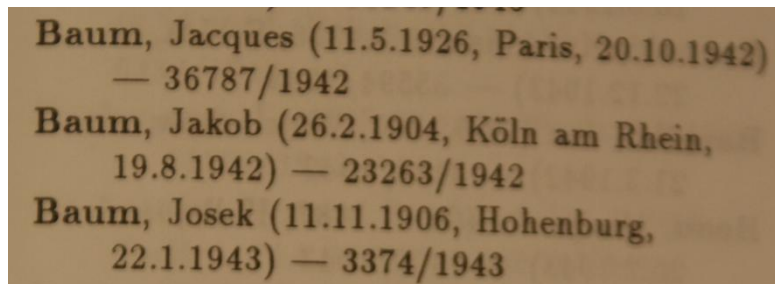 Baum, Jacques (11.5.1926, Paris, 20.10.1942)
— 36787/1942
Baum, Jakob (26.2.1904, Köln am Rhein,
19.8.1942) — 23263/1942
Baum, Josek (11.11.1906, Hohenburg,
22.1.1943) — 3374/1943